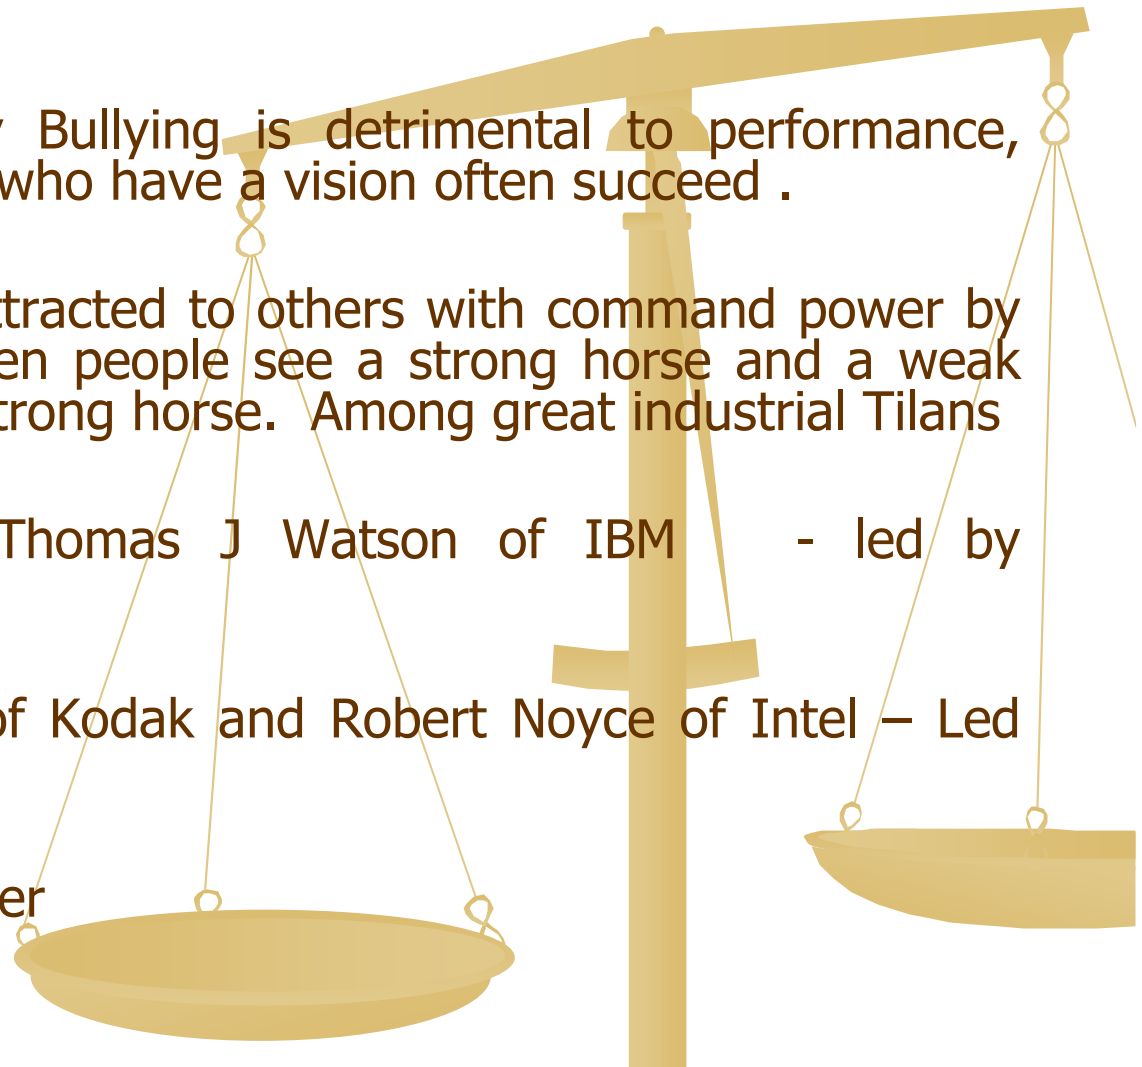 Bullying is detrimental to performance,
who have a vision often succeed .
ttracted to others with command power by
en people see a strong horse and a weak
trong horse. Among great industrial Tilans
Thomas J Watson of IBM - led by
of Kodak and Robert Noyce of Intel – Led
er